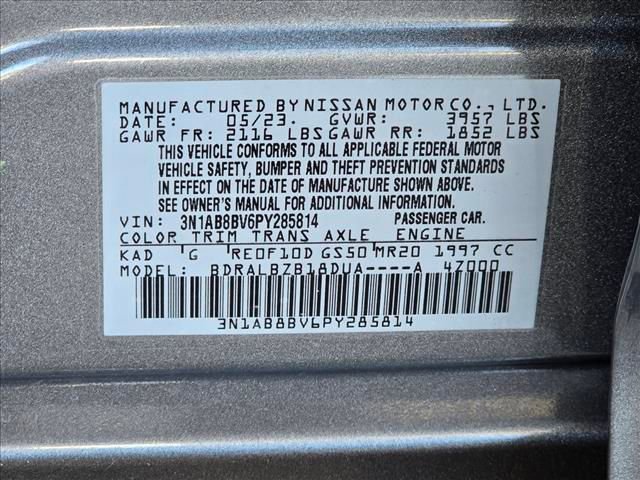 MANUFACTURED BY NISSAN MOTOR CO., LTD.
DATE: 05/23. GVWR: 3957 LBS
GAWR FR: 2116 LBS GAWR RR: 1852 LBS
THIS VEHICLE CONFORMS TO ALL APPLICABLE FEDERAL MOTOR
VEHICLE SAFETY, BUMPER AND THEFT PREVENTION STANDARDS
IN EFFECT ON THE DATE OF MANUFACTURE SHOWN ABOVE.
SEE OWNER'S MANUAL FOR ADDITIONAL INFORMATION.
VIN: 3N1AB8BV6PY285814 PASSENGER CAR.
COLOR TRIM TRANS AXLE ENGINE
KAD G RE0F10D GS50 MR20 1997 CC
MODEL: BDRALBZB18DUA----A 4Z000
3N1AB8BV6PY285814